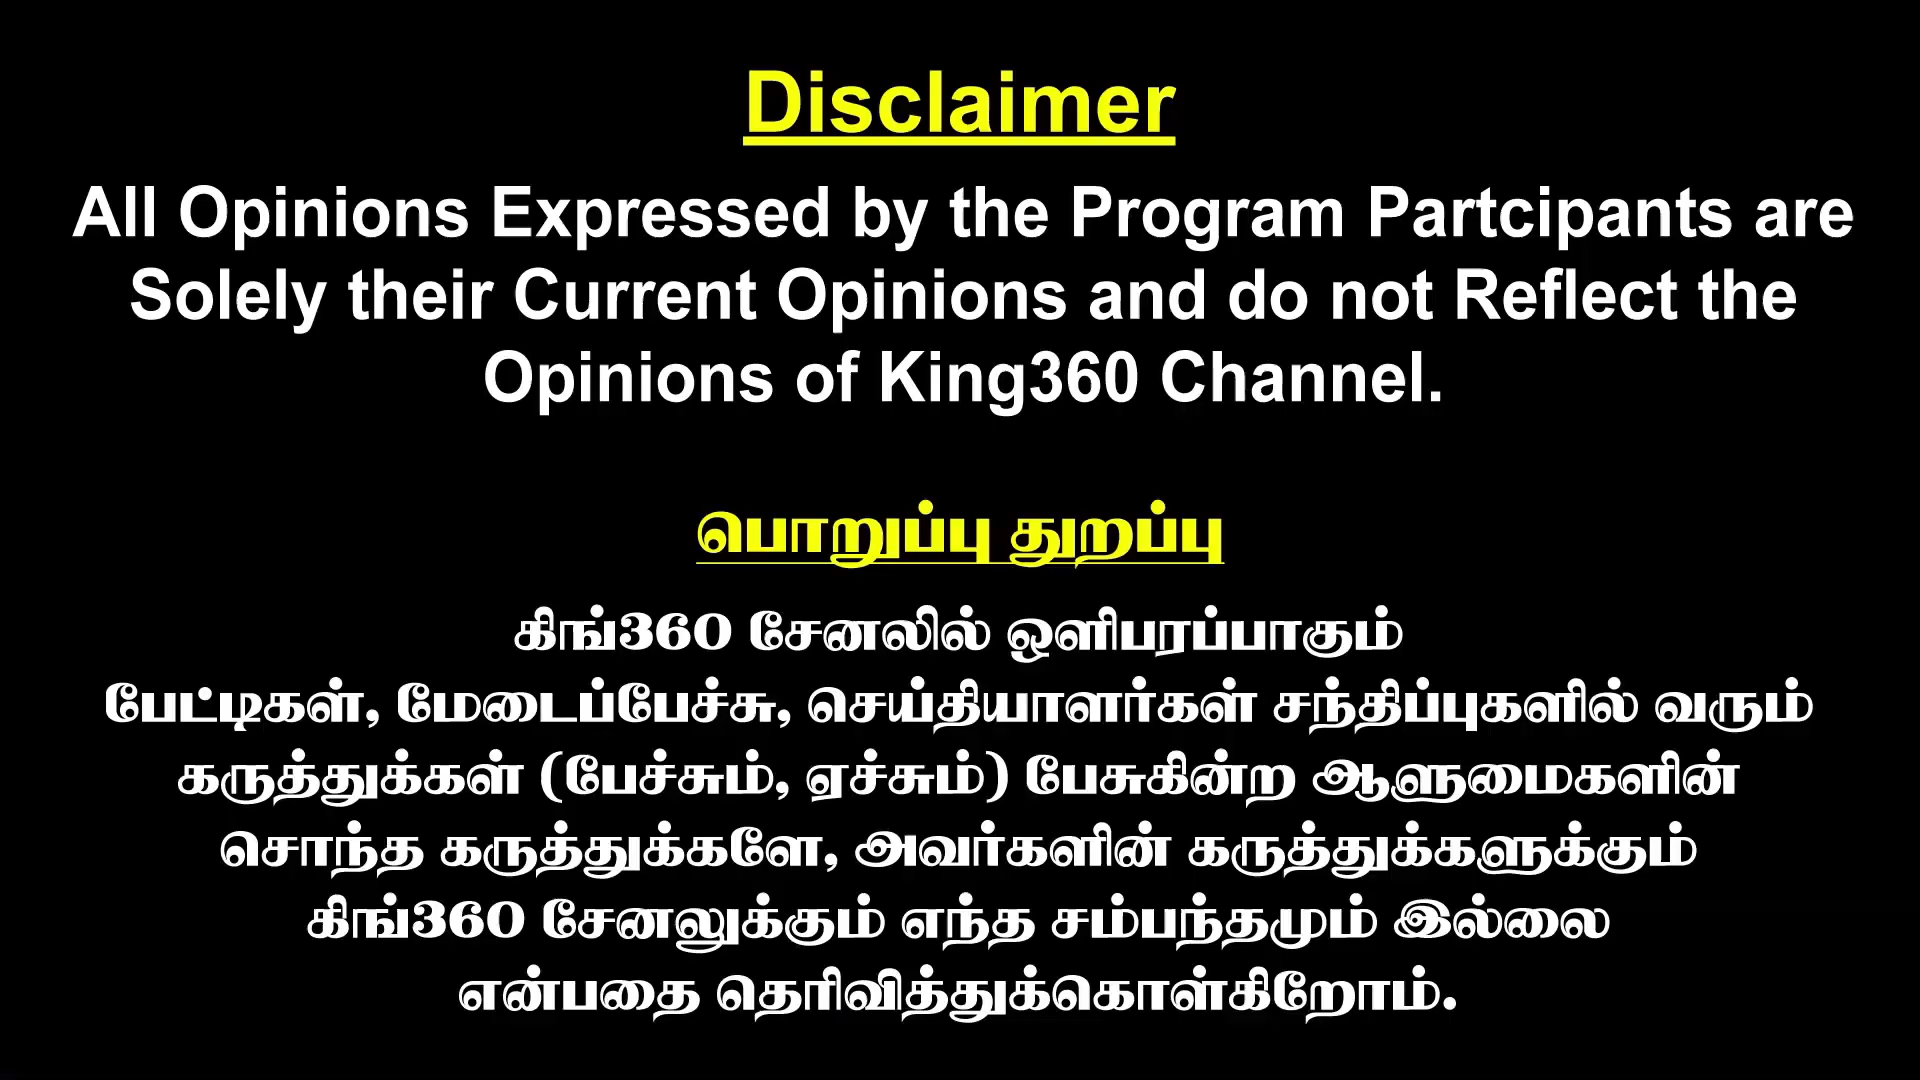 Disclaimer
All Opinions Expressed by the Program Partcipants are
Solely their Current Opinions and do not Reflect the
Opinions of King360 Channel.
பொறுப்பு துறப்பு
கிங்360 சேனலில் ஒளிபரப்பாகும்
பேட்டிகள், மேடைப்பேச்சு, செய்தியாளர்கள் சந்திப்புகளில் வரும்
கருத்துக்கள் (பேச்சும், ஏச்சும்) பேசுகின்ற ஆளுமைகளின்
சொந்த கருத்துக்களே, அவர்களின் கருத்துக்களுக்கும்
கிங்360 சேனலுக்கும் எந்த சம்பந்தமும் இல்லை
என்பதை தெரிவித்துக்கொள்கிறோம்.